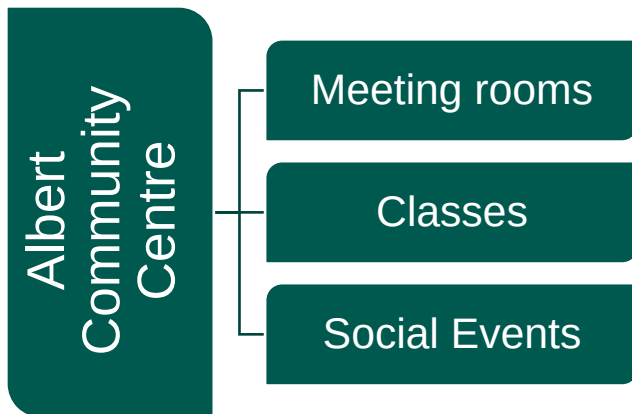 Albert
Community
Centre
Meeting rooms
Classes
Social Events